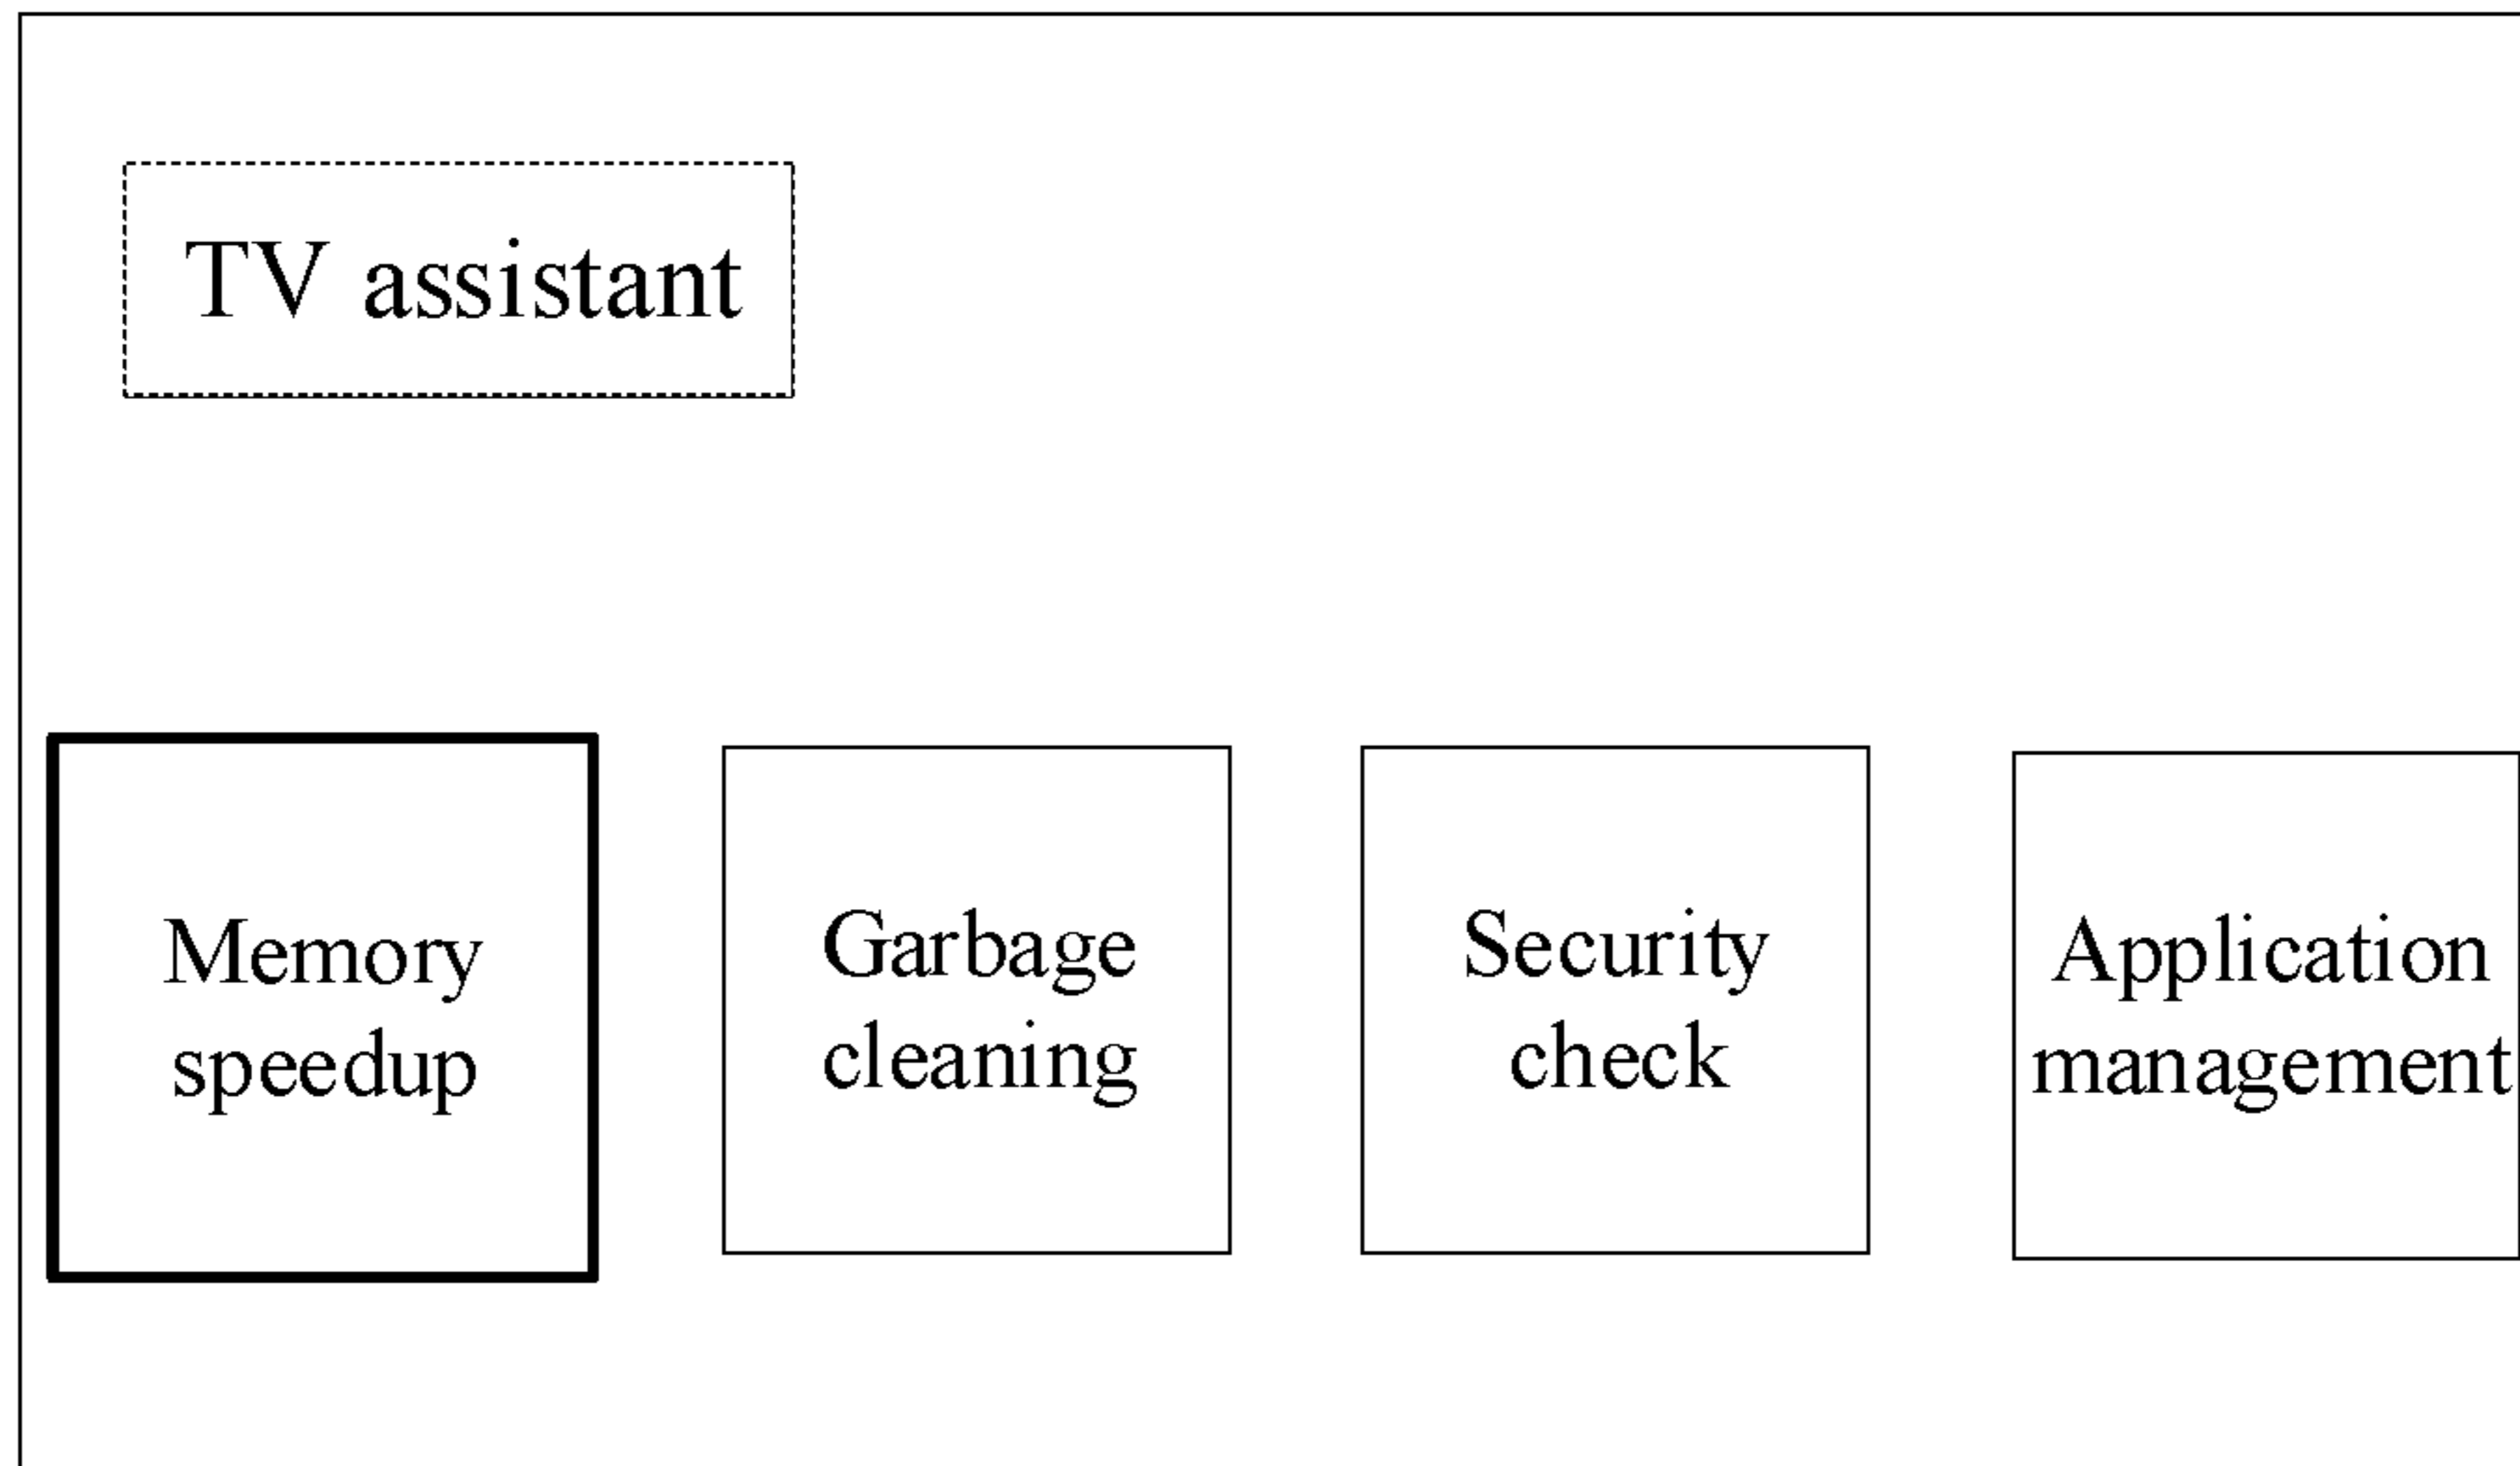 TV assistant
Memory
speedup
Garbage
cleaning
Security
check
Application
management